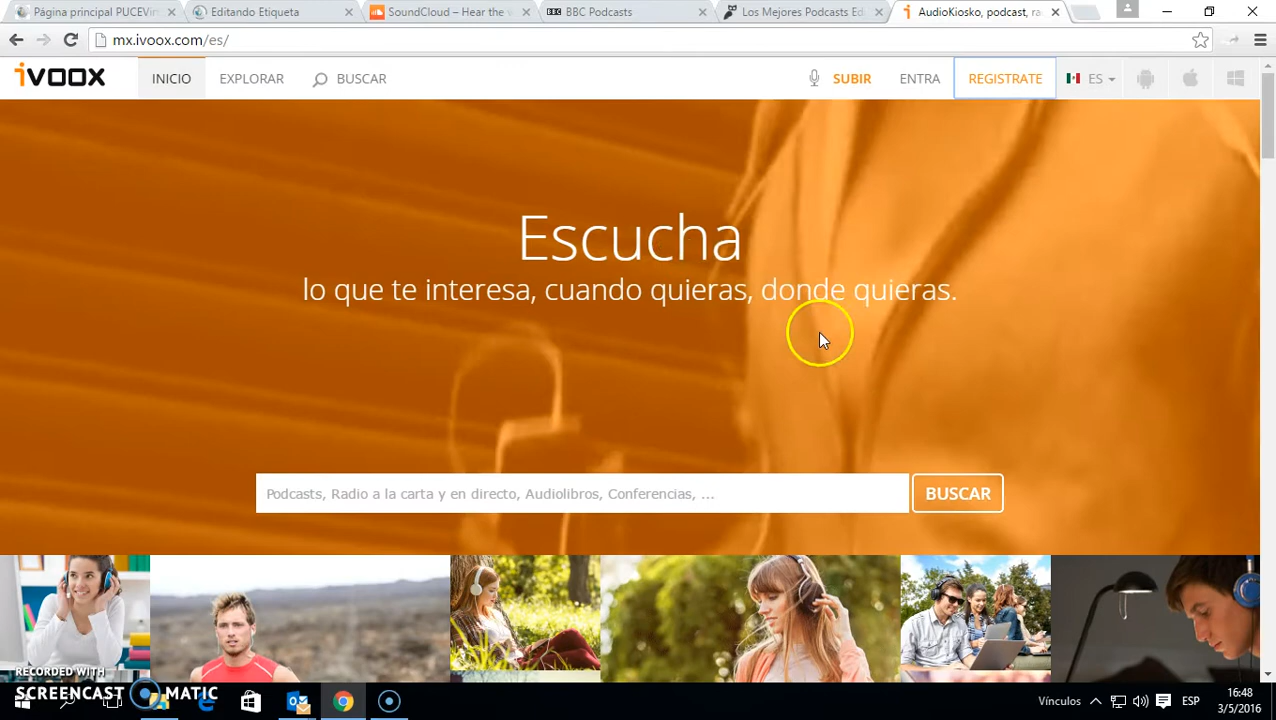 Página principal PUCEVir
Editando Etiqueta
SoundCloud – Hear the w
BBC Podcasts
Los Mejores Podcasts Edu
AudioKiosko, podcast, ra
mx.ivoox.com/es/
ivoox
INICIO
EXPLORAR
BUSCAR
SUBIR
ENTRA
REGISTRATE
ES
Escucha
lo que te interesa, cuando quieras, donde quieras.
Podcasts, Radio a la carta y en directo, Audiolibros, Conferencias, ...
BUSCAR
RECORDED WITH
SCREENCAST MATIC
Vínculos
ESP
16:48
3/5/2016